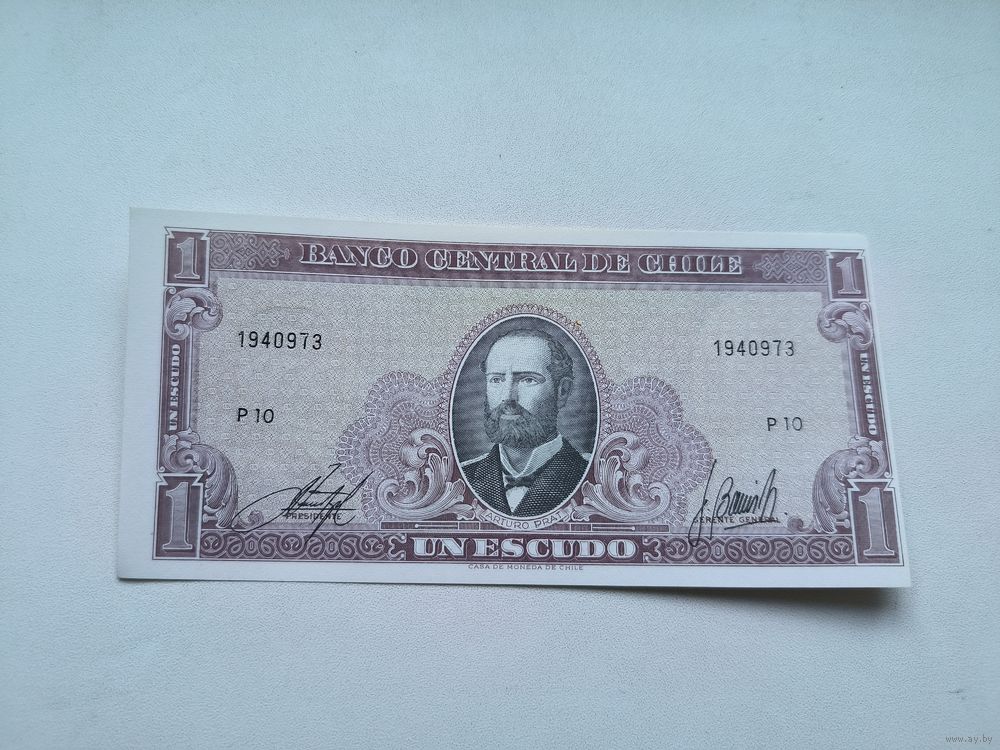 1 BANCO CENTRAL DE CHILE 1
1940973 1940973
UN ESCUDO UN ESCUDO
P 10 P 10
PRESIDENTE GERENTE GENERAL
ARTURO PRAT
1 UN ESCUDO 1
CASA DE MONEDA DE CHILE
www.ay.by